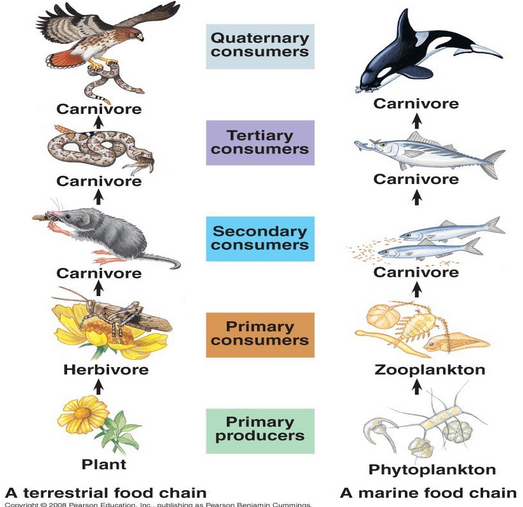 Quaternary
consumers
Carnivore
Carnivore
Tertiary
consumers
Carnivore
Carnivore
Secondary
consumers
Carnivore
Carnivore
Primary
consumers
Herbivore
Zooplankton
Primary
producers
Plant
Phytoplankton
A terrestrial food chain
A marine food chain
Copyright © 2008 Pearson Education, Inc., publishing as Pearson Benjamin Cummings.